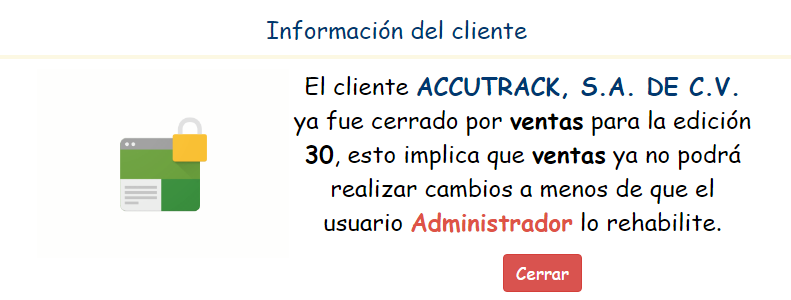 Información del cliente
El cliente ACCUTRACK, S.A. DE C.V.
ya fue cerrado por ventas para la edición
30, esto implica que ventas ya no podrá
realizar cambios a menos de que el
usuario Administrador lo rehabilite.
Cerrar